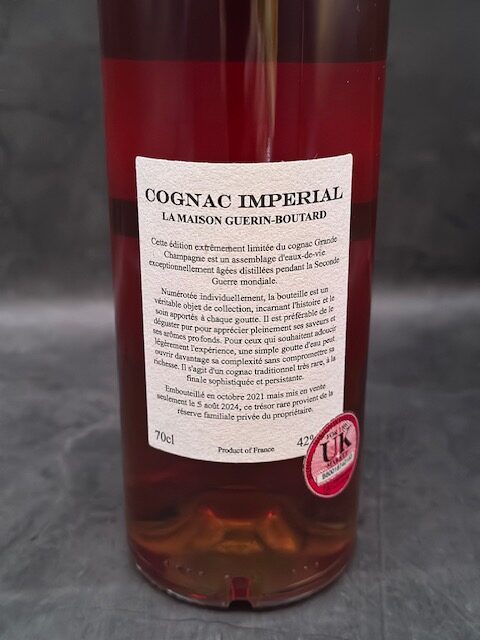 COGNAC IMPERIAL
LA MAISON GUERIN-BOUTARD
Cette édition extrêmement limitée du cognac Grande
Champagne est un assemblage d'eaux-de-vie
exceptionnellement âgées distillées pendant la Seconde
Guerre mondiale.
Numérotée individuellement, la bouteille est un
véritable objet de collection, incarnant l'histoire et le
soin apportés à chaque goutte. Il est préférable de le
déguster pur pour apprécier pleinement ses saveurs et
ses arômes profonds. Pour ceux qui souhaitent adoucir
légèrement l'expérience, une simple goutte d'eau peut
ouvrir davantage sa complexité sans compromettre sa
richesse. Il s'agit d'un cognac traditionnel très rare, à la
finale sophistiquée et persistante.
Embouteillé en octobre 2021 mais mis en vente
seulement le 5 août 2024, ce trésor rare provient de la
réserve familiale privée du propriétaire.
70cl
Product of France
42%
UK